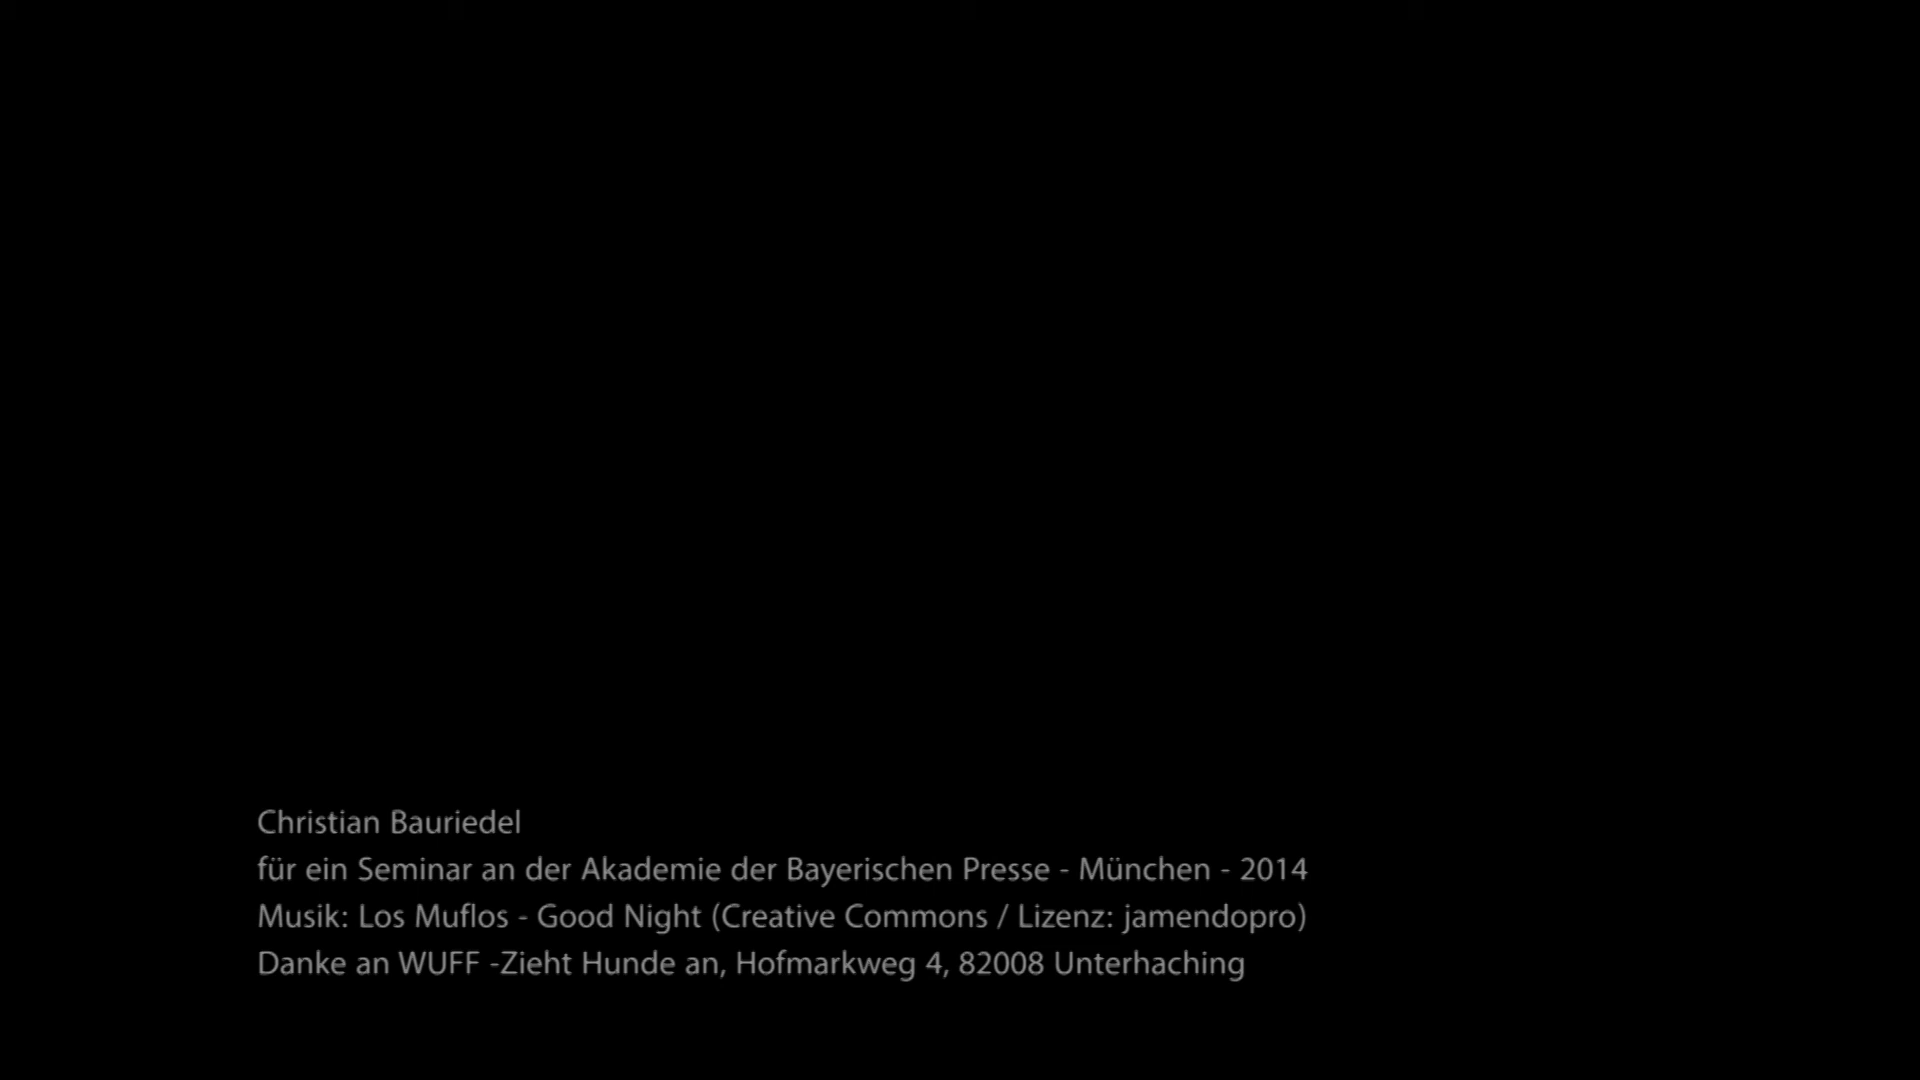 Christian Bauriedel
für ein Seminar an der Akademie der Bayerischen Presse - München - 2014
Musik: Los Muflos - Good Night (Creative Commons / Lizenz: jamendopro)
Danke an WUFF -Zieht Hunde an, Hofmarkweg 4, 82008 Unterhaching